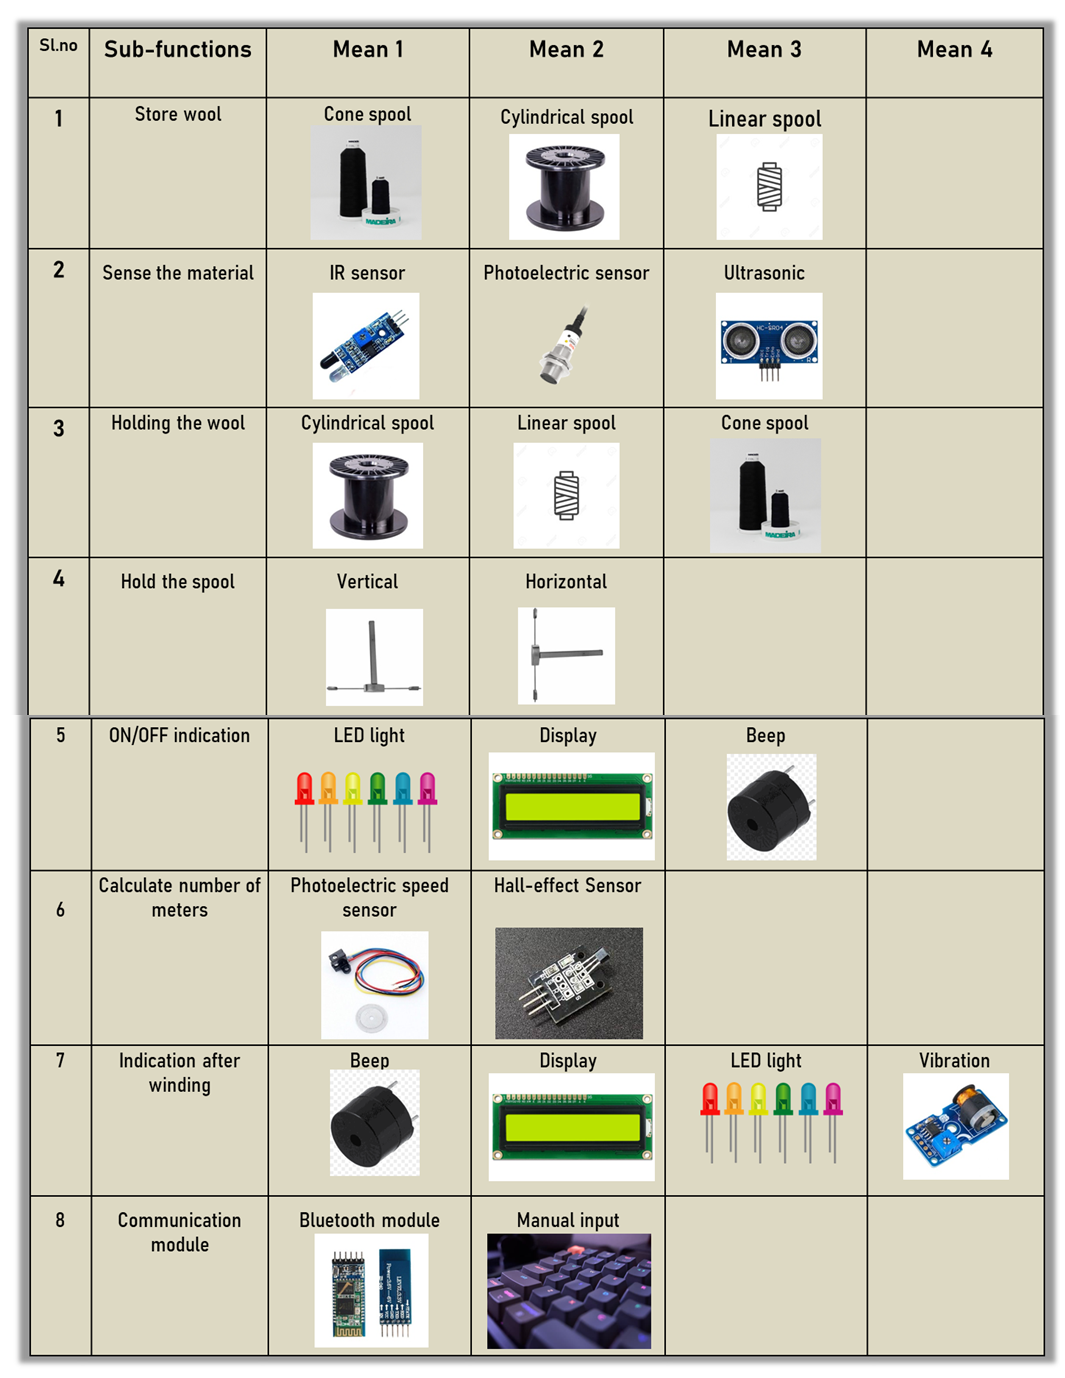 Sl.no
Sub-functions
Mean 1
Mean 2
Mean 3
Mean 4
1
Store wool
Cone spool
MADEIRA
Cylindrical spool
Linear spool
2
Sense the material
IR sensor
Photoelectric sensor
Ultrasonic
HC-SR04
T
R
3
Holding the wool
Cylindrical spool
Linear spool
Cone spool
MADEIRA
4
Hold the spool
Vertical
Horizontal
5
ON/OFF indication
LED light
Display
Beep
6
Calculate number of
meters
Photoelectric speed
sensor
Hall-effect Sensor
7
Indication after
winding
Beep
Display
LED light
Vibration
8
Communication
module
Bluetooth module
Manual input